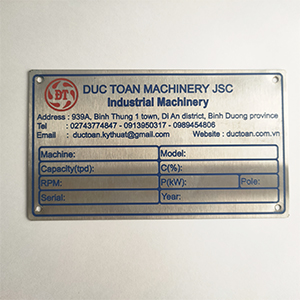 ĐT
DUC TOAN MACHINERY JSC
Industrial Machinery
Address : 939A, Binh Thung 1 town, Di An district, Binh Duong province
Tel : 02743774847 - 0913950317 - 0989454806
Email : ductoan.kythuat@gmail.com Website : ductoan.com.vn
Machine: Model:
Capacity(tpd): C(%):
RPM: P(kW): Pole:
Serial: Year: